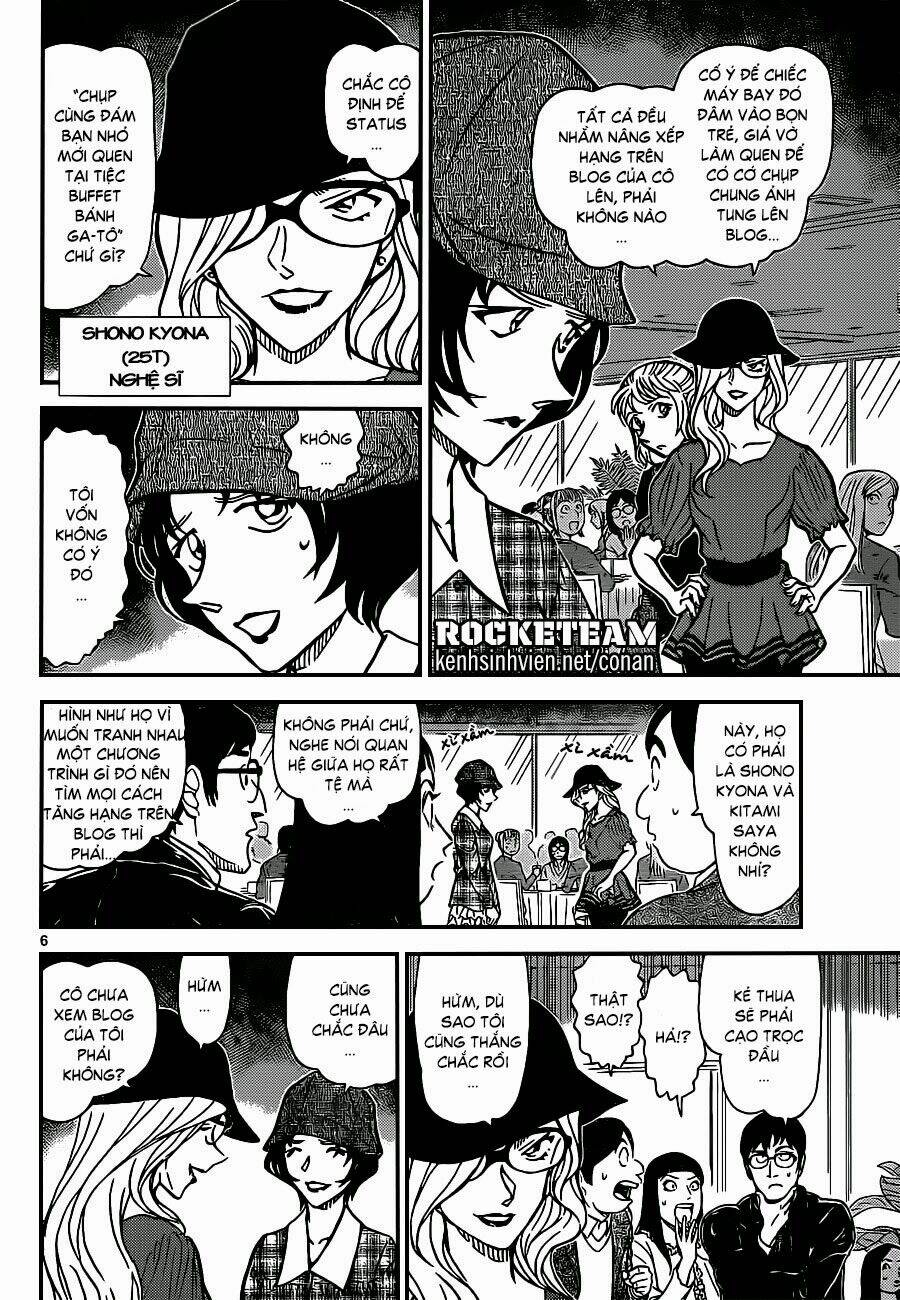 CỐ Ý ĐỂ CHIẾC
MÁY BAY ĐÓ
ĐÂM VÀO BỌN
TRẺ, GIẢ VỜ
LÀM QUEN ĐỂ
CÓ CỚ CHỤP
CHUNG ẢNH
TUNG LÊN
BLOG...
TẤT CẢ ĐỀU
NHẮM NÂNG XẾP
HẠNG TRÊN
BLOG CỦA CÔ
LÊN, PHẢI
KHÔNG NÀO
...
CHẮC CÔ
ĐỊNH ĐỂ
STATUS
...
"CHỤP
CÙNG ĐÁM
BẠN NHỎ
MỚI QUEN
TẠI TIỆC
BUFFET
BÁNH
GA-TÔ"
CHỨ GÌ?
SHONO KYONA
(25T)
NGHỆ SĨ
KHÔNG
...
TÔI
VỐN
KHÔNG
CÓ Ý
ĐÓ
...
ROCKETEAM
kenhsinhvien.net/conan
NÀY, HỌ
CÓ PHẢI
LÀ SHONO
KYONA VÀ
KITAMI
SAYA
KHÔNG
NHỈ?
xì xầm
xì xầm
KHÔNG PHẢI CHỨ,
NGHE NÓI QUAN
HỆ GIỮA HỌ RẤT
TỆ MÀ
...
HÌNH NHƯ HỌ VÌ
MUỐN TRANH NHAU
MỘT CHƯƠNG
TRÌNH GÌ ĐÓ NÊN
TÌM MỌI CÁCH
TĂNG HẠNG TRÊN
BLOG THÌ
PHẢI...
6
KẺ THUA
SẼ PHẢI
CẠO TRỌC
ĐẦU
...
HẢ!?
THẬT
SAO!?
HỪM, DÙ
SAO TÔI
CŨNG THẮNG
CHẮC RỒI
...
CŨNG
CHƯA
CHẮC ĐÂU
...
HỪM
...
CÔ CHƯA
XEM BLOG
CỦA TÔI
PHẢI
KHÔNG?